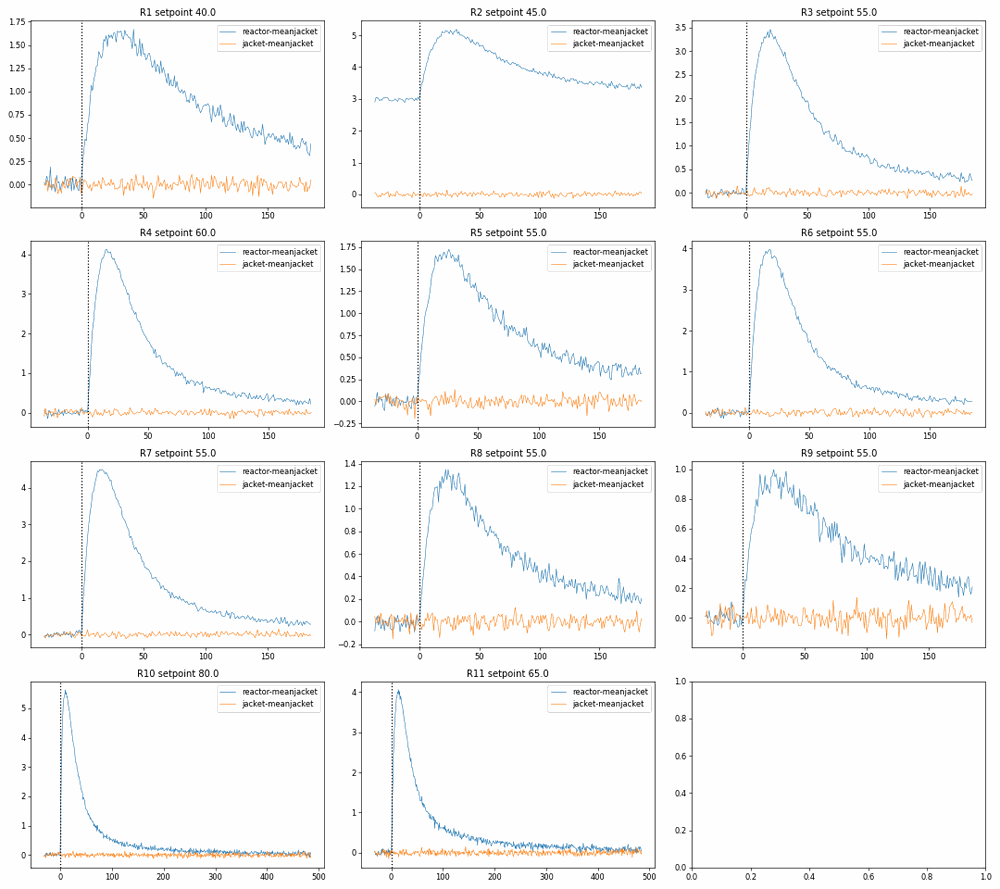 R1 setpoint 40.0
1.75
1.50
1.25
1.00
0.75
0.50
0.25
0.00
reactor-meanjacket
jacket-meanjacket
0 50 100 150
R2 setpoint 45.0
5
4
3
2
1
0
reactor-meanjacket
jacket-meanjacket
0 50 100 150
R3 setpoint 55.0
3.5
3.0
2.5
2.0
1.5
1.0
0.5
0.0
reactor-meanjacket
jacket-meanjacket
0 50 100 150
R4 setpoint 60.0
4
3
2
1
0
reactor-meanjacket
jacket-meanjacket
0 50 100 150
R5 setpoint 55.0
1.75
1.50
1.25
1.00
0.75
0.50
0.25
0.00
−0.25
reactor-meanjacket
jacket-meanjacket
0 50 100 150
R6 setpoint 55.0
4
3
2
1
0
reactor-meanjacket
jacket-meanjacket
0 50 100 150
R7 setpoint 55.0
4
3
2
1
0
reactor-meanjacket
jacket-meanjacket
0 50 100 150
R8 setpoint 55.0
1.4
1.2
1.0
0.8
0.6
0.4
0.2
0.0
−0.2
reactor-meanjacket
jacket-meanjacket
0 50 100 150
R9 setpoint 55.0
1.0
0.8
0.6
0.4
0.2
0.0
reactor-meanjacket
jacket-meanjacket
0 50 100 150
R10 setpoint 80.0
5
4
3
2
1
0
reactor-meanjacket
jacket-meanjacket
0 100 200 300 400 500
R11 setpoint 65.0
4
3
2
1
0
reactor-meanjacket
jacket-meanjacket
0 100 200 300 400 500
1.0
0.8
0.6
0.4
0.2
0.0
0.0 0.2 0.4 0.6 0.8 1.0